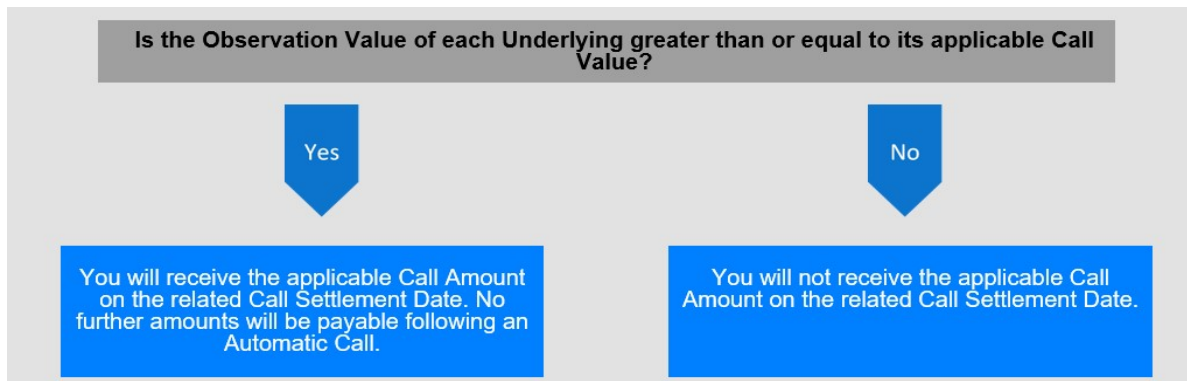 Is the Observation Value of each Underlying greater than or equal to its applicable Call
Value?
Yes
No
You will receive the applicable Call Amount
on the related Call Settlement Date. No
further amounts will be payable following an
Automatic Call.
You will not receive the applicable Call
Amount on the related Call Settlement Date.